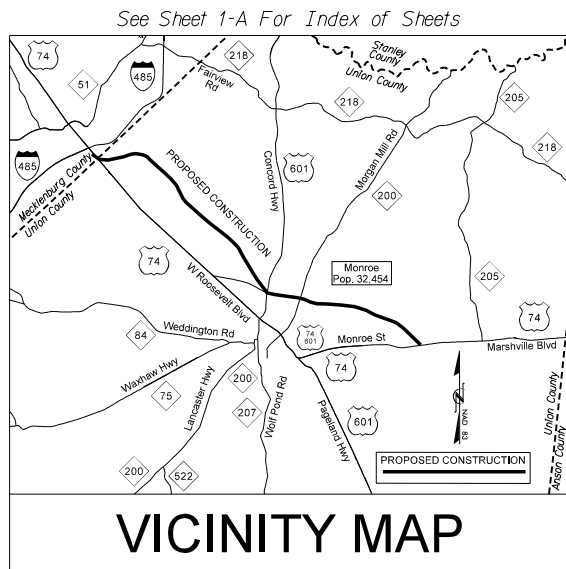 See Sheet 1-A For Index of Sheets
74
51
485
218
Fairview
Rd
Stanley
County
Union County
205
218
218
485
Mecklenburg County
Union County
PROPOSED CONSTRUCTION
Concord Hwy
601
Morgan Mill Rd
200
74
W Roosevelt Blvd
Monroe
Pop. 32,454
205
74
84
Weddington Rd
74
601
Monroe St
74
Marshville Blvd
Waxhaw Hwy
75
Lancaster Hwy
200
207
Wolf Pond Rd
Pageland Hwy
601
NAD 83
Union County
Anson County
200
522
PROPOSED CONSTRUCTION
VICINITY MAP